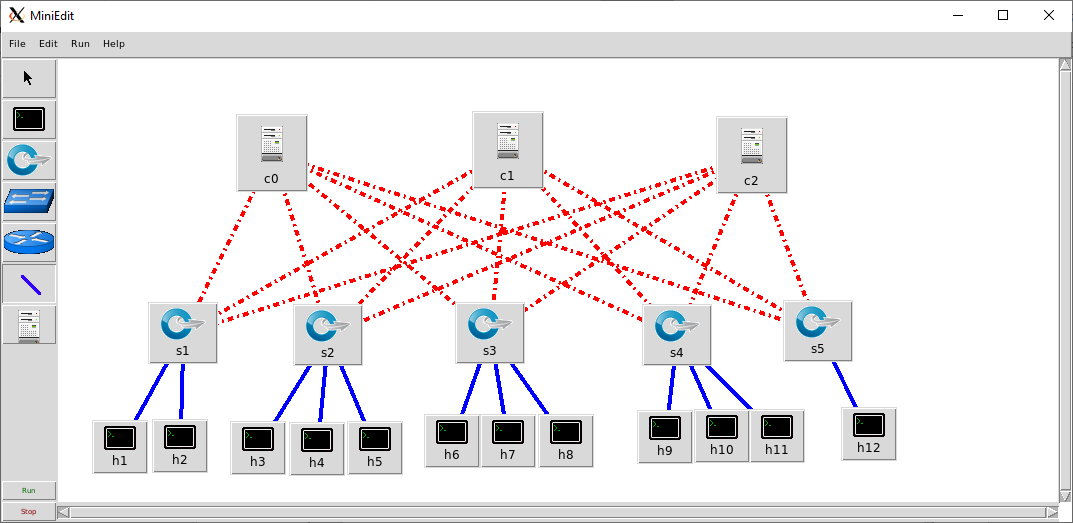 MiniEdit
File Edit Run Help
c0 c1 c2
s1 s2 s3 s4 s5
h1 h2 h3 h4 h5 h6 h7 h8 h9 h10 h11 h12
Run
Stop